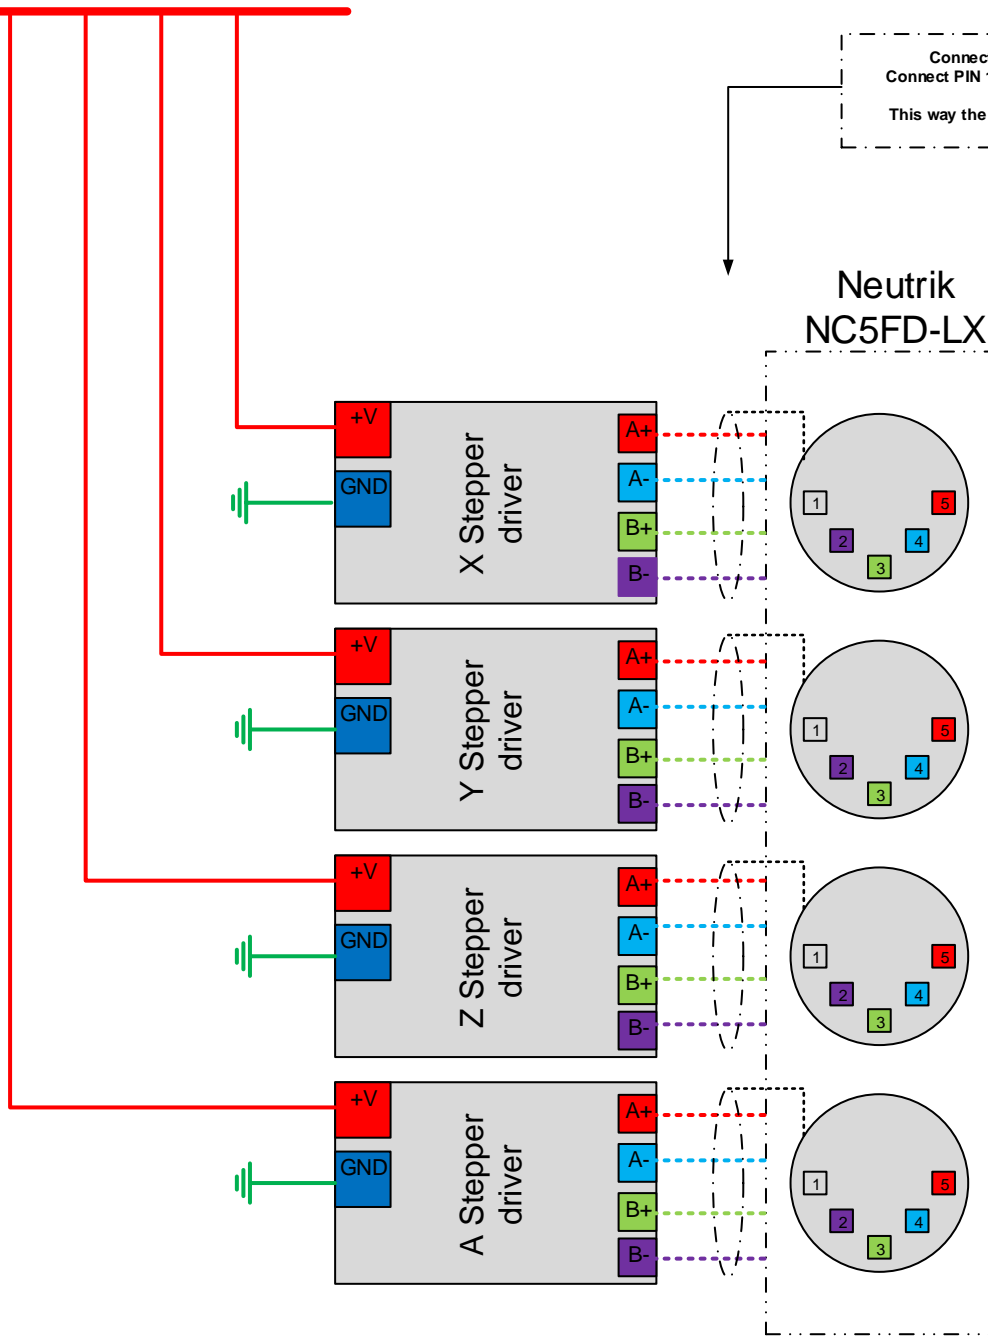 Connect
Connect PIN 1
This way the
Neutrik
NC5FD-LX
+V
GND
X Stepper
driver
A+
A-
B+
B-
1
2
3
4
5
+V
GND
Y Stepper
driver
A+
A-
B+
B-
1
2
3
4
5
+V
GND
Z Stepper
driver
A+
A-
B+
B-
1
2
3
4
5
+V
GND
A Stepper
driver
A+
A-
B+
B-
1
2
3
4
5